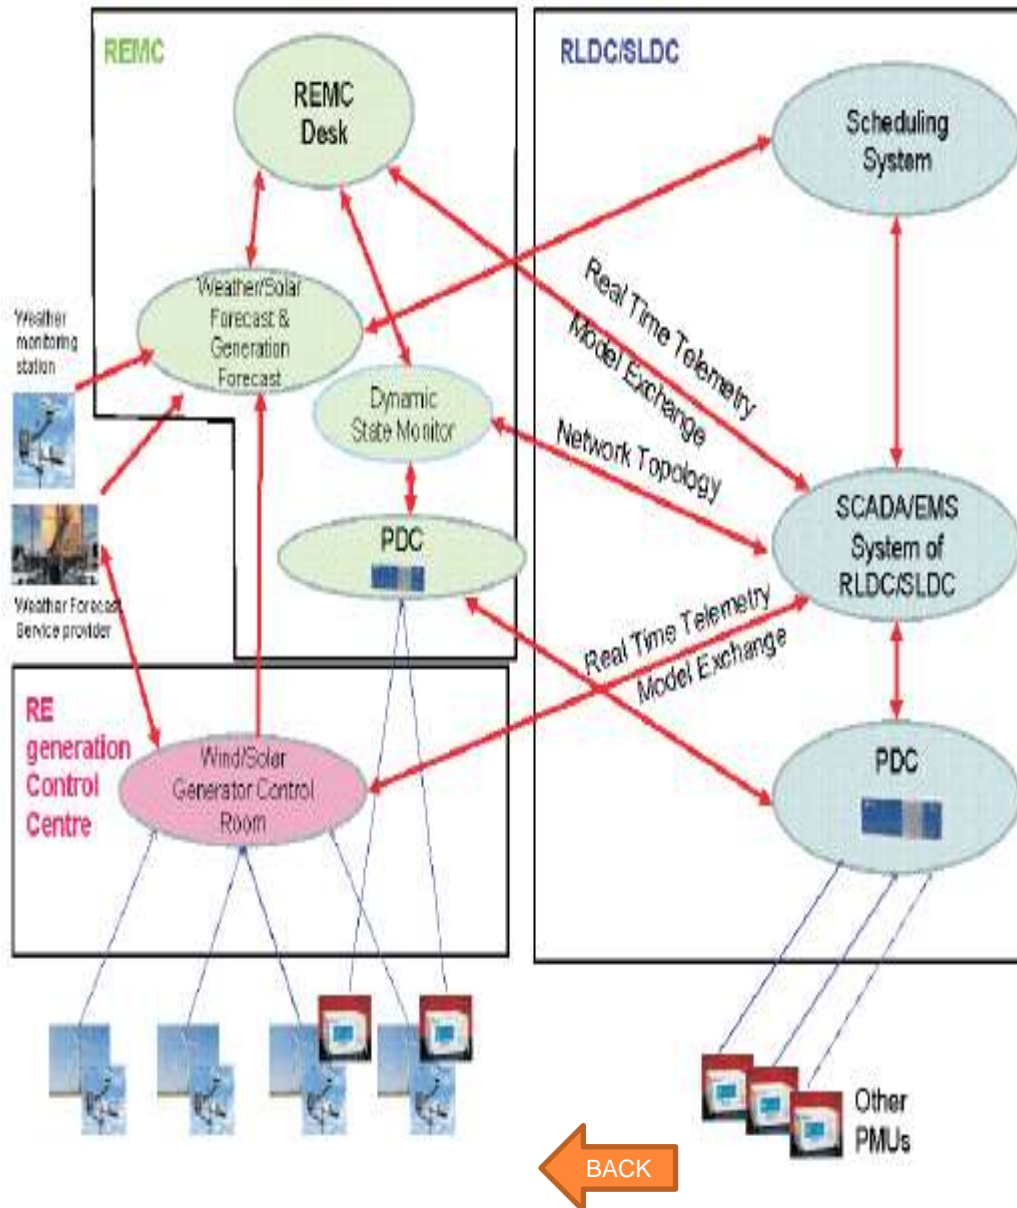 REMC
REMC
Desk
Weather/Solar
Forecast &
Generation
Forecast
Dynamic
State Monitor
PDC
Weather
monitoring
station
Weather Forecast
Service provider
RE
generation
Control
Centre
Wind/Solar
Generator Control
Room
RLDC/SLDC
Scheduling
System
Real Time Telemetry
Model Exchange
Network Topology
SCADA/EMS
System of
RLDC/SLDC
Real Time Telemetry
Model Exchange
PDC
Other
PMUs
BACK